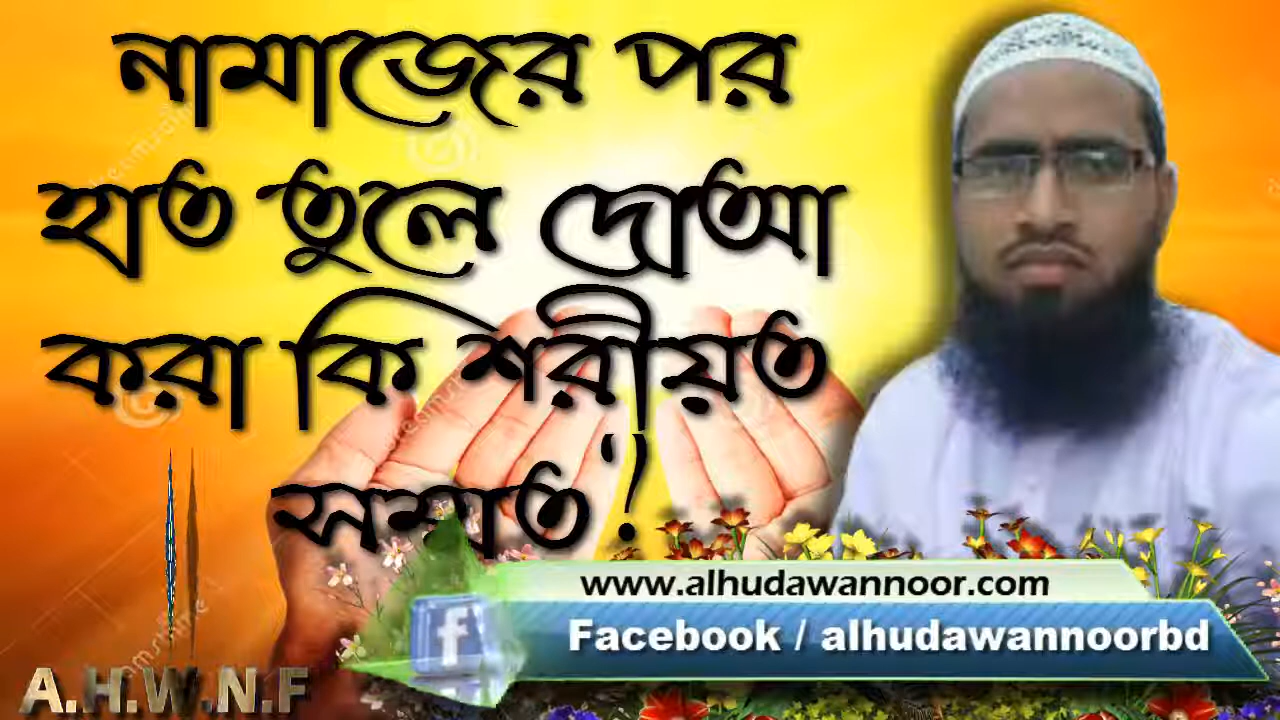 নামাজের পর
হাত তুলে দোআ
করা কি শরীয়ত
সম্মত ?
www.alhudawannoor.com
f
Facebook / alhudawannoorbd
A.H.W.N.F